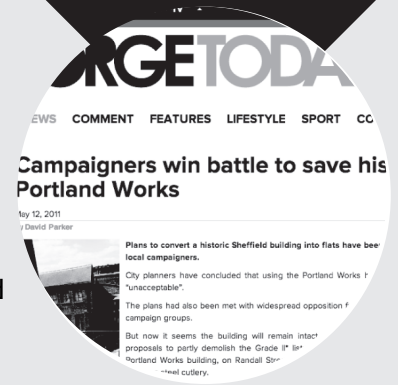 RGETODA
EWS COMMENT FEATURES LIFESTYLE SPORT CO
Campaigners win battle to save his
Portland Works
May 12, 2011
David Parker
Plans to convert a historic Sheffield building into flats have bee
local campaigners.
City planners have concluded that using the Portland Works
"unacceptable".
The plans had also been met with widespread opposition
campaign groups.
But now it seems the building will remain intact
proposals to partly demolish the Grade II*
Portland Works building, on Randall
steel cutlery.